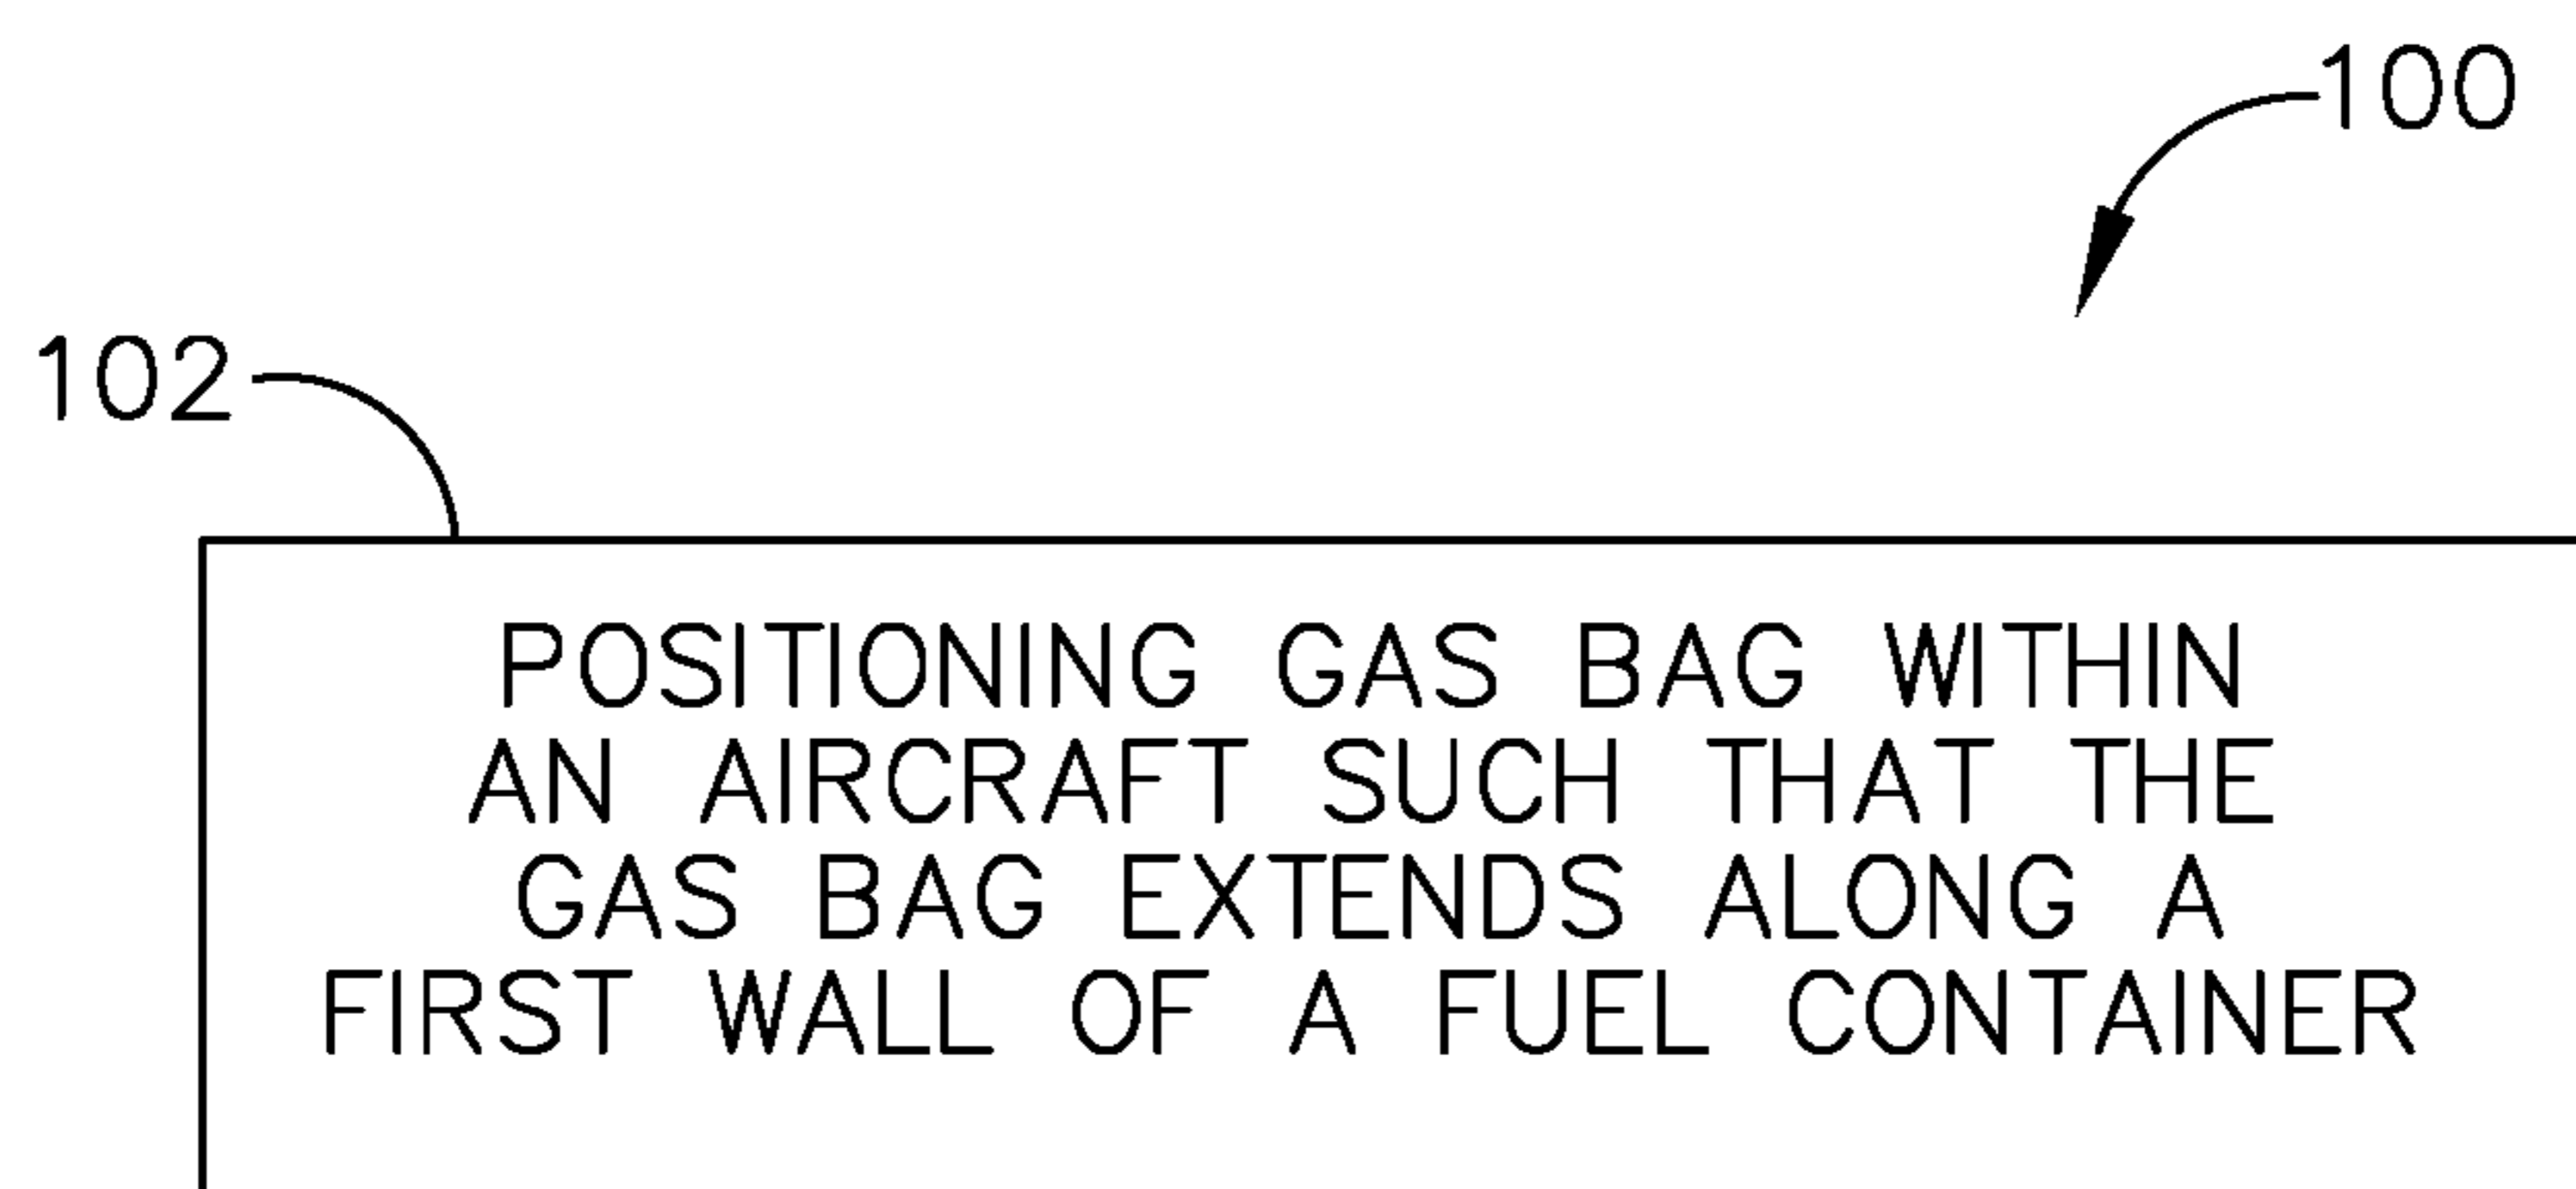 100
102
POSITIONING GAS BAG WITHIN
AN AIRCRAFT SUCH THAT THE
GAS BAG EXTENDS ALONG A
FIRST WALL OF A FUEL CONTAINER